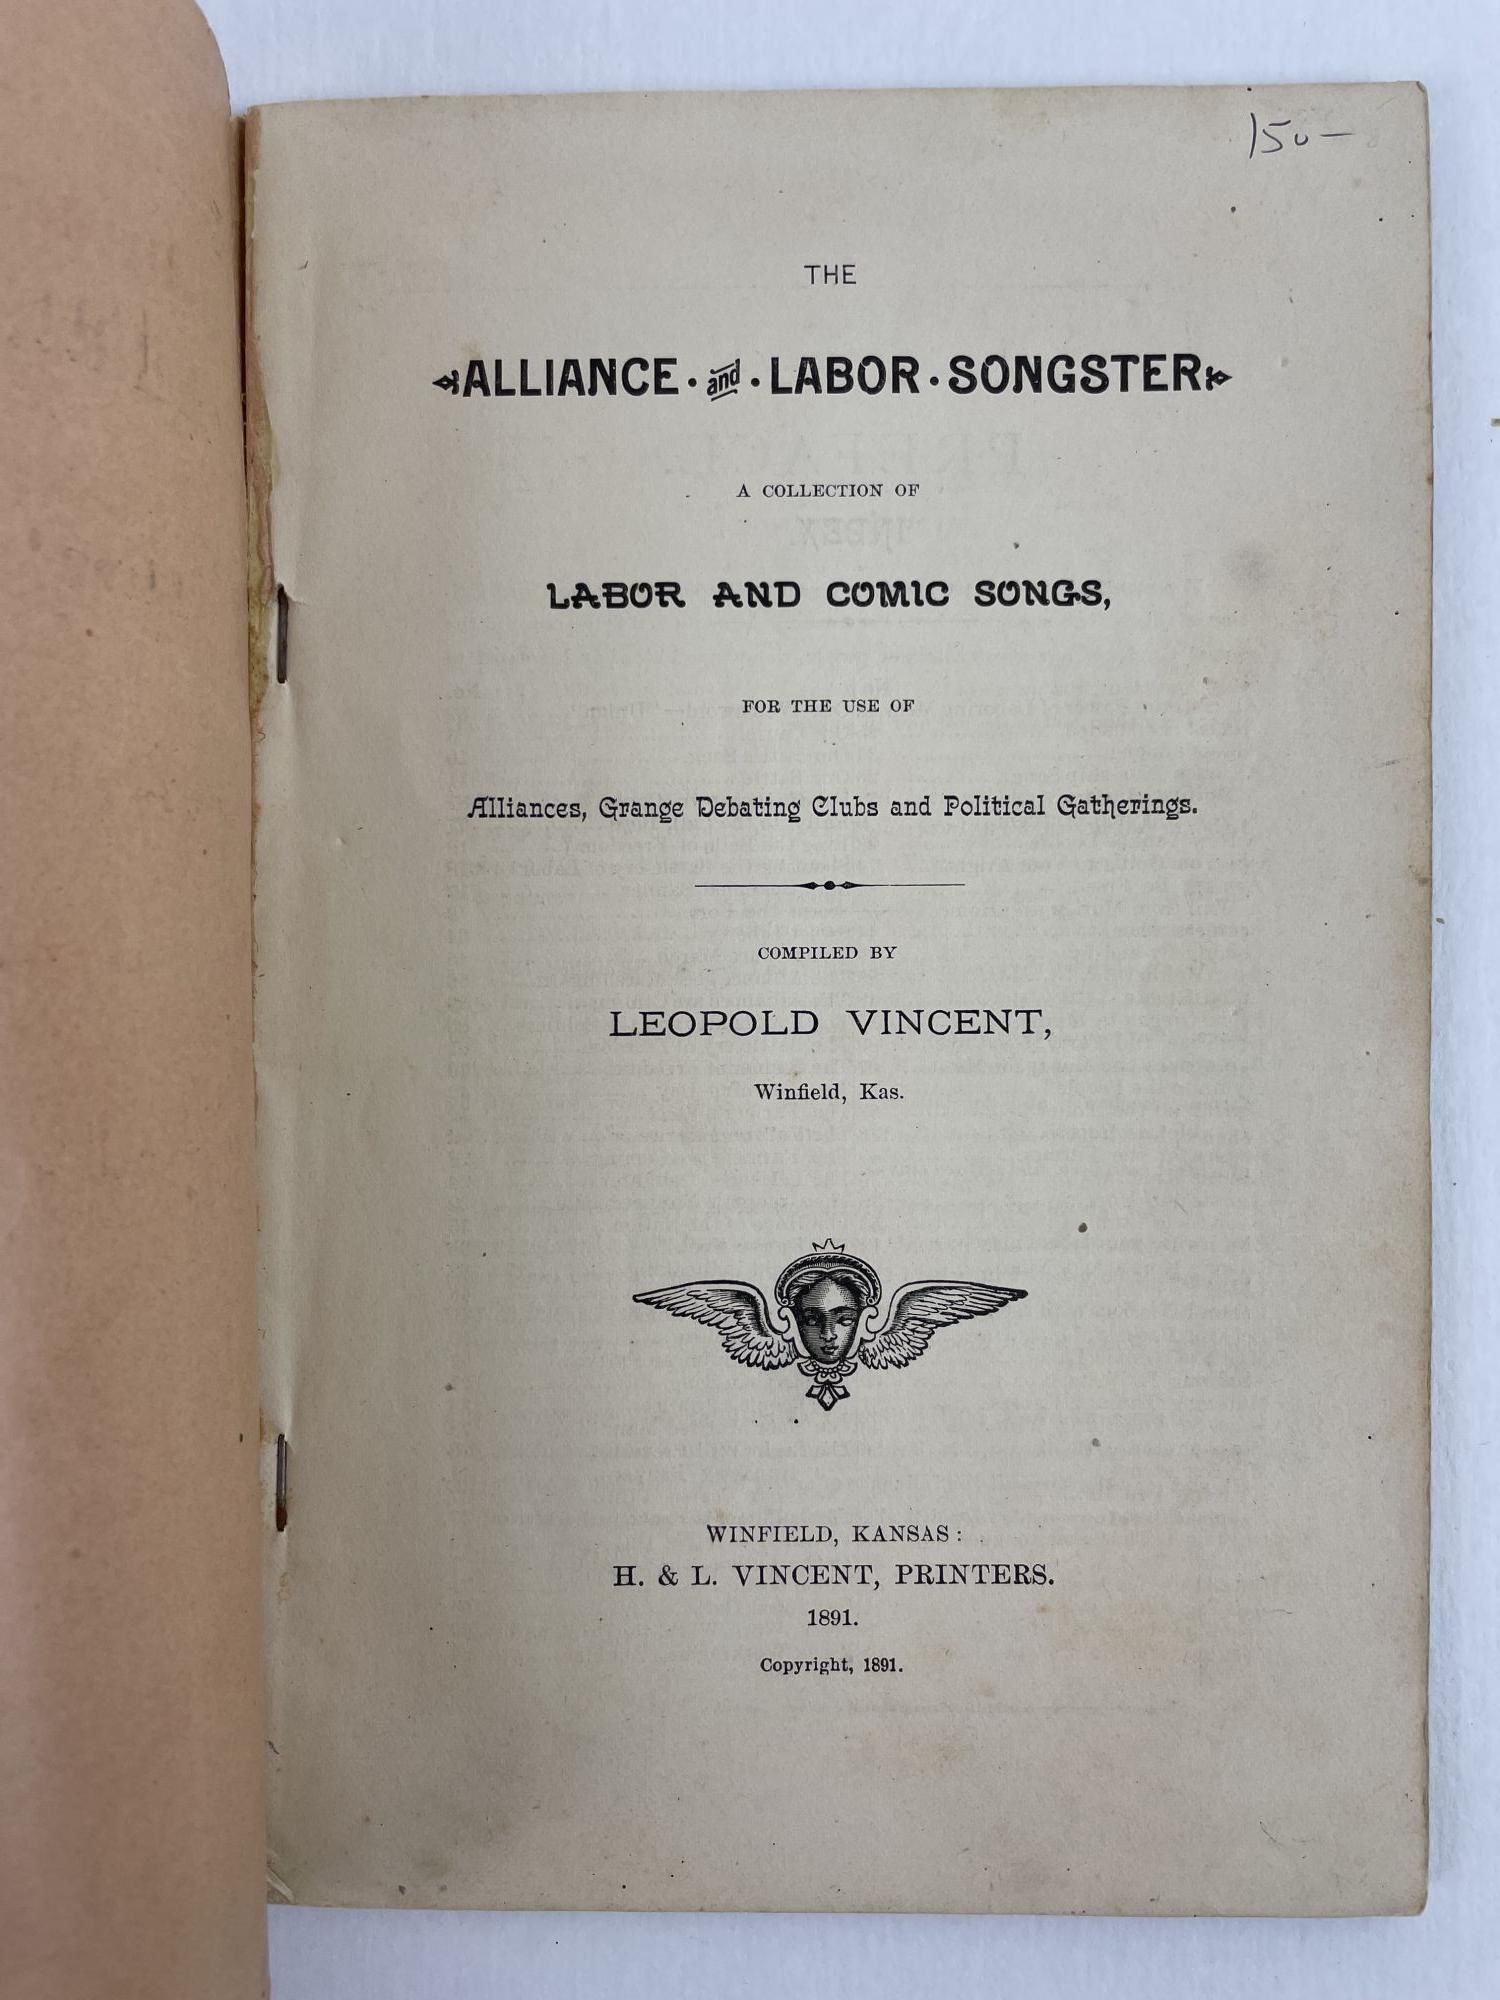 150—
THE
ALLIANCE · and · LABOR · SONGSTER
A COLLECTION OF
LABOR AND COMIC SONGS,
FOR THE USE OF
Alliances, Grange Debating Clubs and Political Gatherings.
COMPILED BY
LEOPOLD VINCENT,
Winfield, Kas.
WINFIELD, KANSAS:
H. & L. VINCENT, PRINTERS.
1891.
Copyright, 1891.